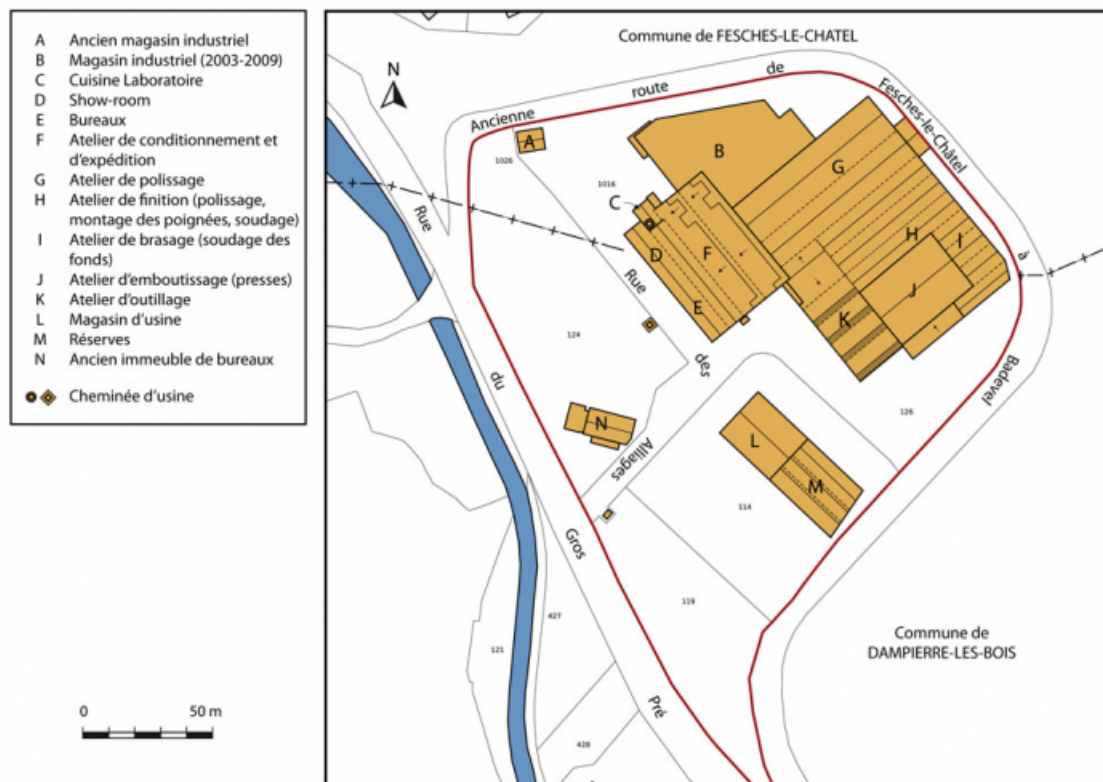 A Ancien magasin industriel
B Magasin industriel (2003-2009)
C Cuisine Laboratoire
D Show-room
E Bureaux
F Atelier de conditionnement et
d'expédition
G Atelier de polissage
H Atelier de finition (polissage,
montage des poignées, soudage)
I Atelier de brasage (soudage des
fonds)
J Atelier d'emboutissage (presses)
K Atelier d'outillage
L Magasin d'usine
M Réserves
N Ancien immeuble de bureaux
Cheminée d'usine
0 50 m
N
Commune de FESCHES-LE-CHATEL
Ancienne route de Fesches-le-Châtel à Badevel
A
1026
B
G
1016
C
Rue du Gros Pré
D
F
H
I
Rue des Alliages
E
J
K
124
126
N
L
M
114
119
427
121
428
Commune de
DAMPIERRE-LES-BOIS